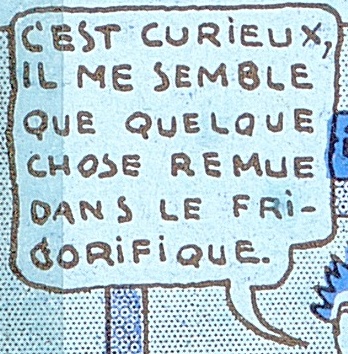 C'EST CURIEUX,
IL ME SEMBLE
QUE QUELQUE
CHOSE REMUE
DANS LE FRI-
GORIFIQUE.